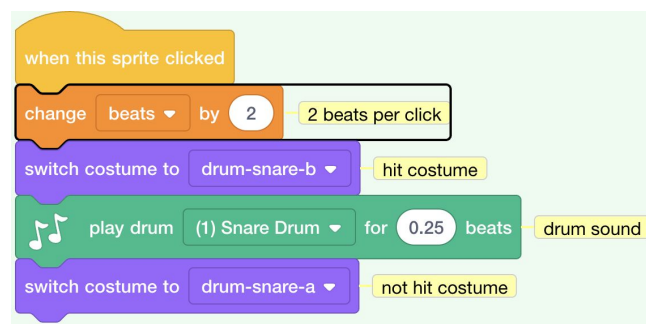 when this sprite clicked
change beats by 2 2 beats per click
switch costume to drum-snare-b hit costume
play drum (1) Snare Drum for 0.25 beats drum sound
switch costume to drum-snare-a not hit costume